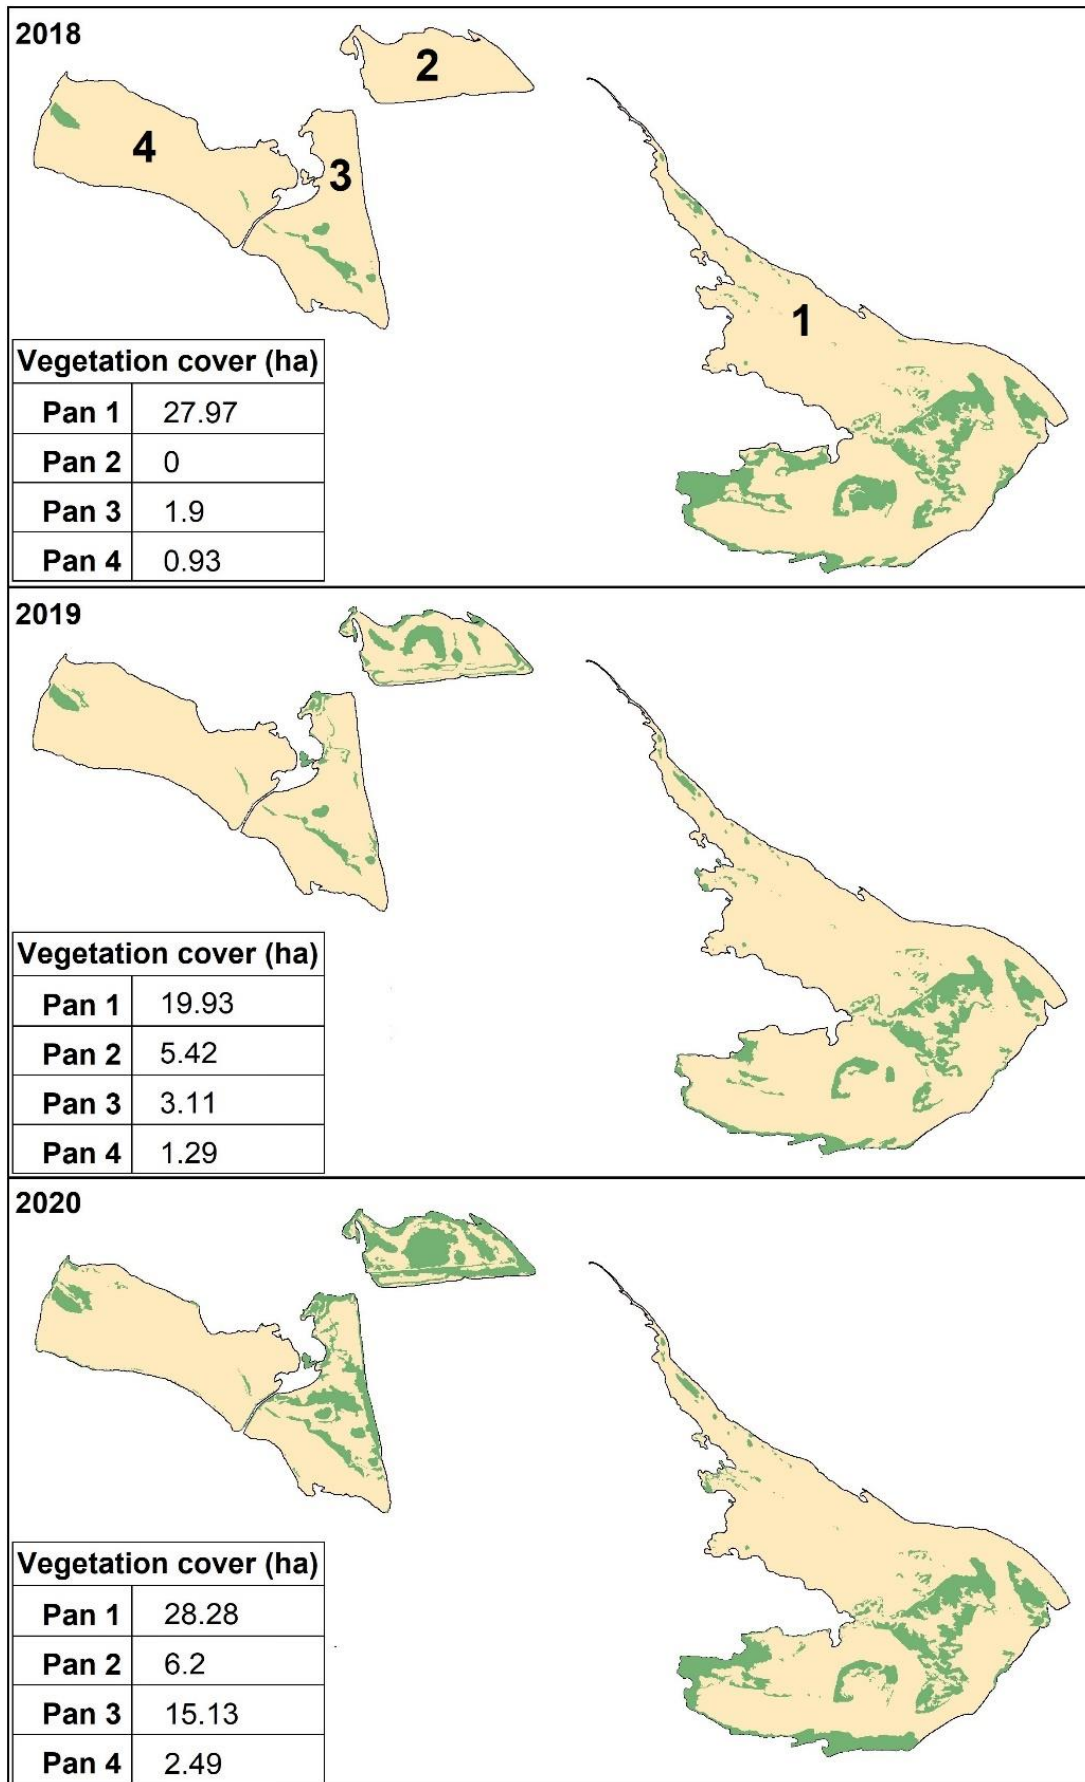 2018
2
4
3
1
Vegetation cover (ha)
Pan 1 27.97
Pan 2 0
Pan 3 1.9
Pan 4 0.93
2019
Vegetation cover (ha)
Pan 1 19.93
Pan 2 5.42
Pan 3 3.11
Pan 4 1.29
2020
Vegetation cover (ha)
Pan 1 28.28
Pan 2 6.2
Pan 3 15.13
Pan 4 2.49